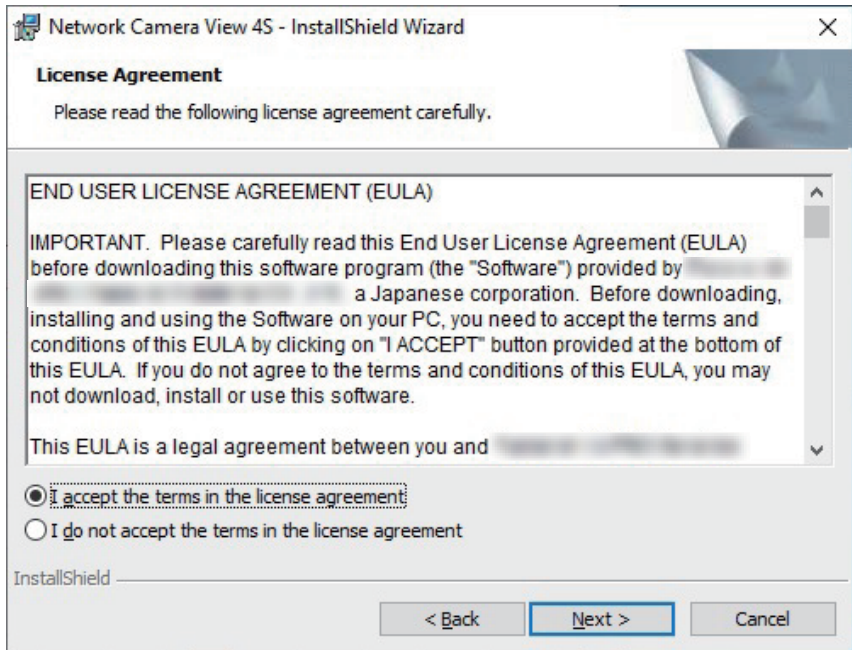 Network Camera View 4S - InstallShield Wizard
License Agreement
Please read the following license agreement carefully.
END USER LICENSE AGREEMENT (EULA)
IMPORTANT.  Please carefully read this End User License Agreement (EULA)
before downloading this software program (the "Software") provided by
a Japanese corporation.  Before downloading,
installing and using the Software on your PC, you need to accept the terms and
conditions of this EULA by clicking on "I ACCEPT" button provided at the bottom of
this EULA.  If you do not agree to the terms and conditions of this EULA, you may
not download, install or use this software.
This EULA is a legal agreement between you and
I accept the terms in the license agreement
I do not accept the terms in the license agreement
InstallShield
< Back
Next >
Cancel